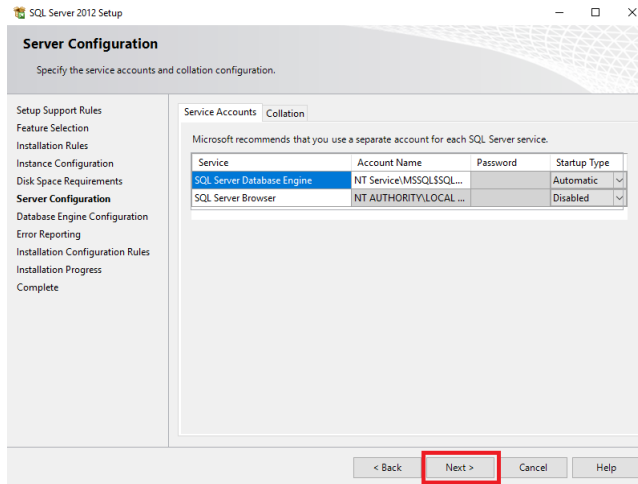 SQL Server 2012 Setup
Server Configuration
Specify the service accounts and collation configuration.
Setup Support Rules
Feature Selection
Installation Rules
Instance Configuration
Disk Space Requirements
Server Configuration
Database Engine Configuration
Error Reporting
Installation Configuration Rules
Installation Progress
Complete
Service Accounts Collation
Microsoft recommends that you use a separate account for each SQL Server service.
Service Account Name Password Startup Type
SQL Server Database Engine NT Service\MSSQL$SQL... Automatic
SQL Server Browser NT AUTHORITY\LOCAL ... Disabled
< Back Next > Cancel Help